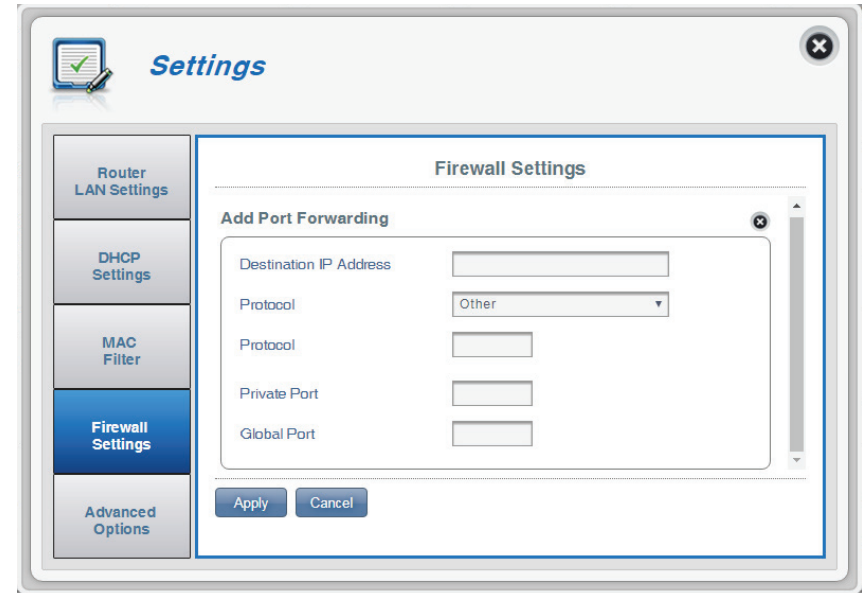 Settings
Router
LAN Settings
DHCP
Settings
MAC
Filter
Firewall
Settings
Advanced
Options
Firewall Settings
Add Port Forwarding
Destination IP Address
Protocol
Other
Protocol
Private Port
Global Port
Apply
Cancel